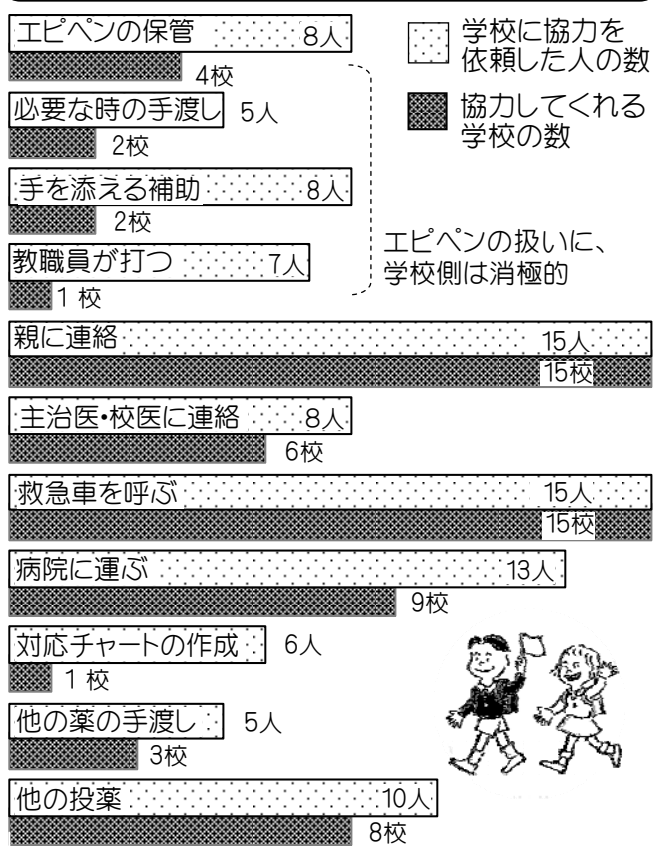 エピペンの保管 8人
4校
必要な時の手渡し 5人
2校
手を添える補助 8人
2校
教職員が打つ 7人
1校
親に連絡 15人
15校
主治医・校医に連絡 8人
6校
救急車を呼ぶ 15人
15校
病院に運ぶ 13人
9校
対応チャートの作成 6人
1校
他の薬の手渡し 5人
3校
他の投薬 10人
8校
学校に協力を
依頼した人の数
協力してくれる
学校の数
エピペンの扱いに、
学校側は消極的